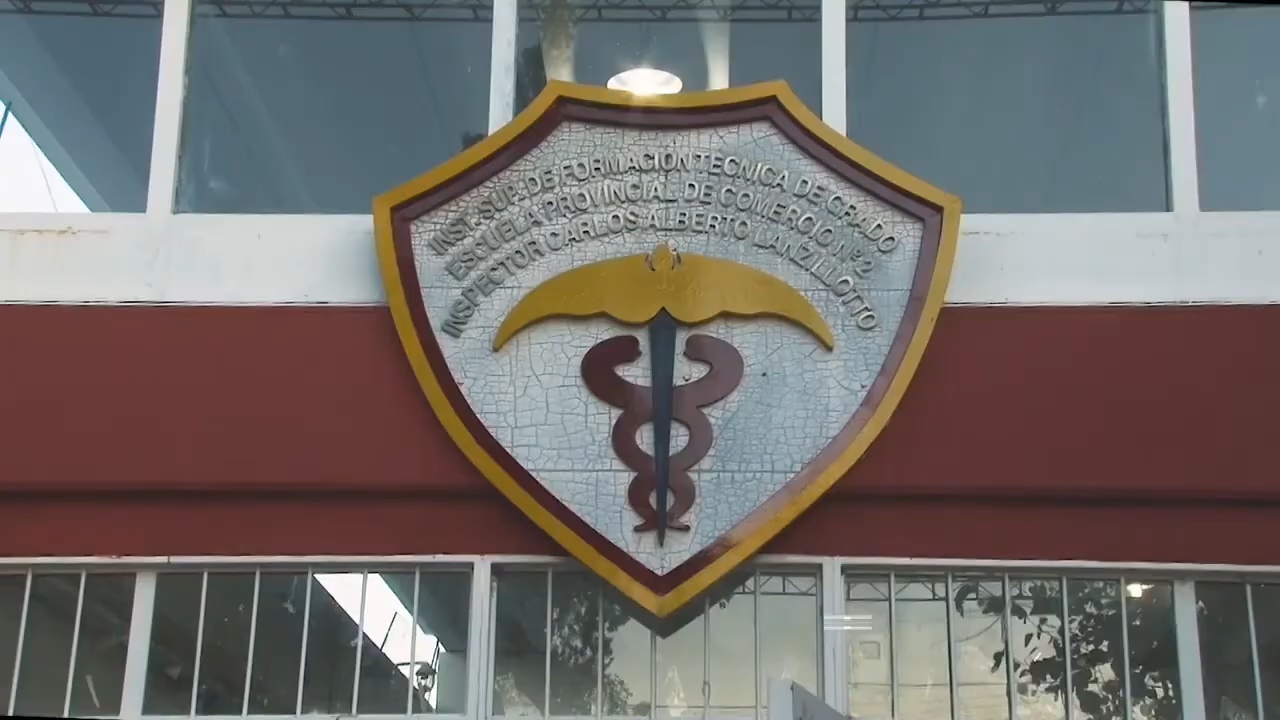 INST. SUP. DE FORMACION TECNICA DE GRADO
ESCUELA PROVINCIAL DE COMERCIO Nº2
INSPECTOR CARLOS ALBERTO LANZILLOTTO